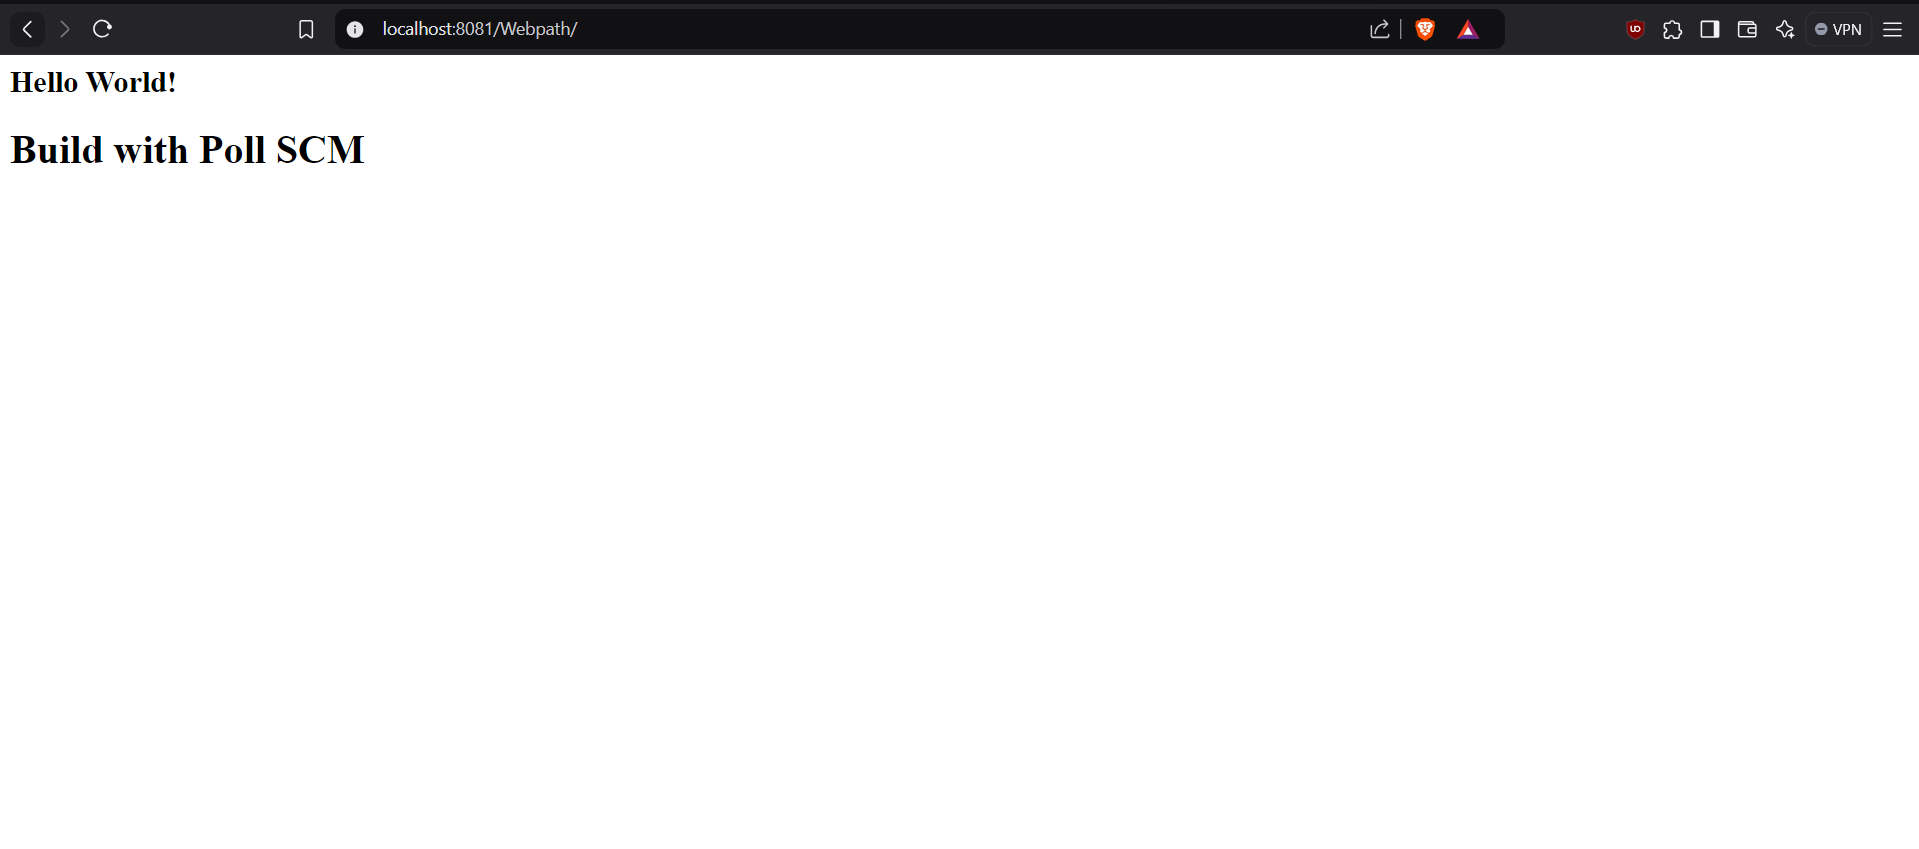 localhost:8081/Webpath/
VPN
Hello World!
Build with Poll SCM